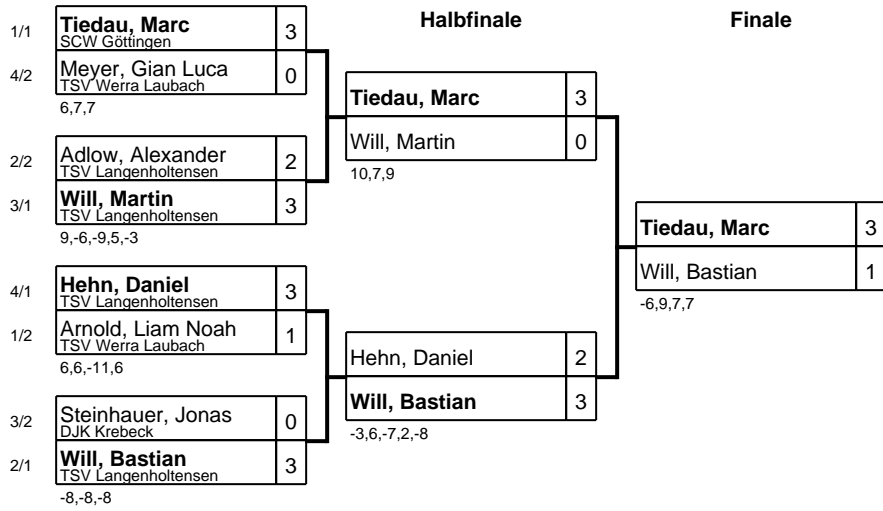 Halbfinale
Finale
1/1 Tiedau, Marc 3
SCW Göttingen
4/2 Meyer, Gian Luca 0
TSV Werra Laubach
6,7,7
2/2 Adlow, Alexander 2
TSV Langenholtensen
3/1 Will, Martin 3
TSV Langenholtensen
9,-6,-9,5,-3
4/1 Hehn, Daniel 3
TSV Langenholtensen
1/2 Arnold, Liam Noah 1
TSV Werra Laubach
6,6,-11,6
3/2 Steinhauer, Jonas 0
DJK Krebeck
2/1 Will, Bastian 3
TSV Langenholtensen
-8,-8,-8
Tiedau, Marc 3
Will, Martin 0
10,7,9
Hehn, Daniel 2
Will, Bastian 3
-3,6,-7,2,-8
Tiedau, Marc 3
Will, Bastian 1
-6,9,7,7